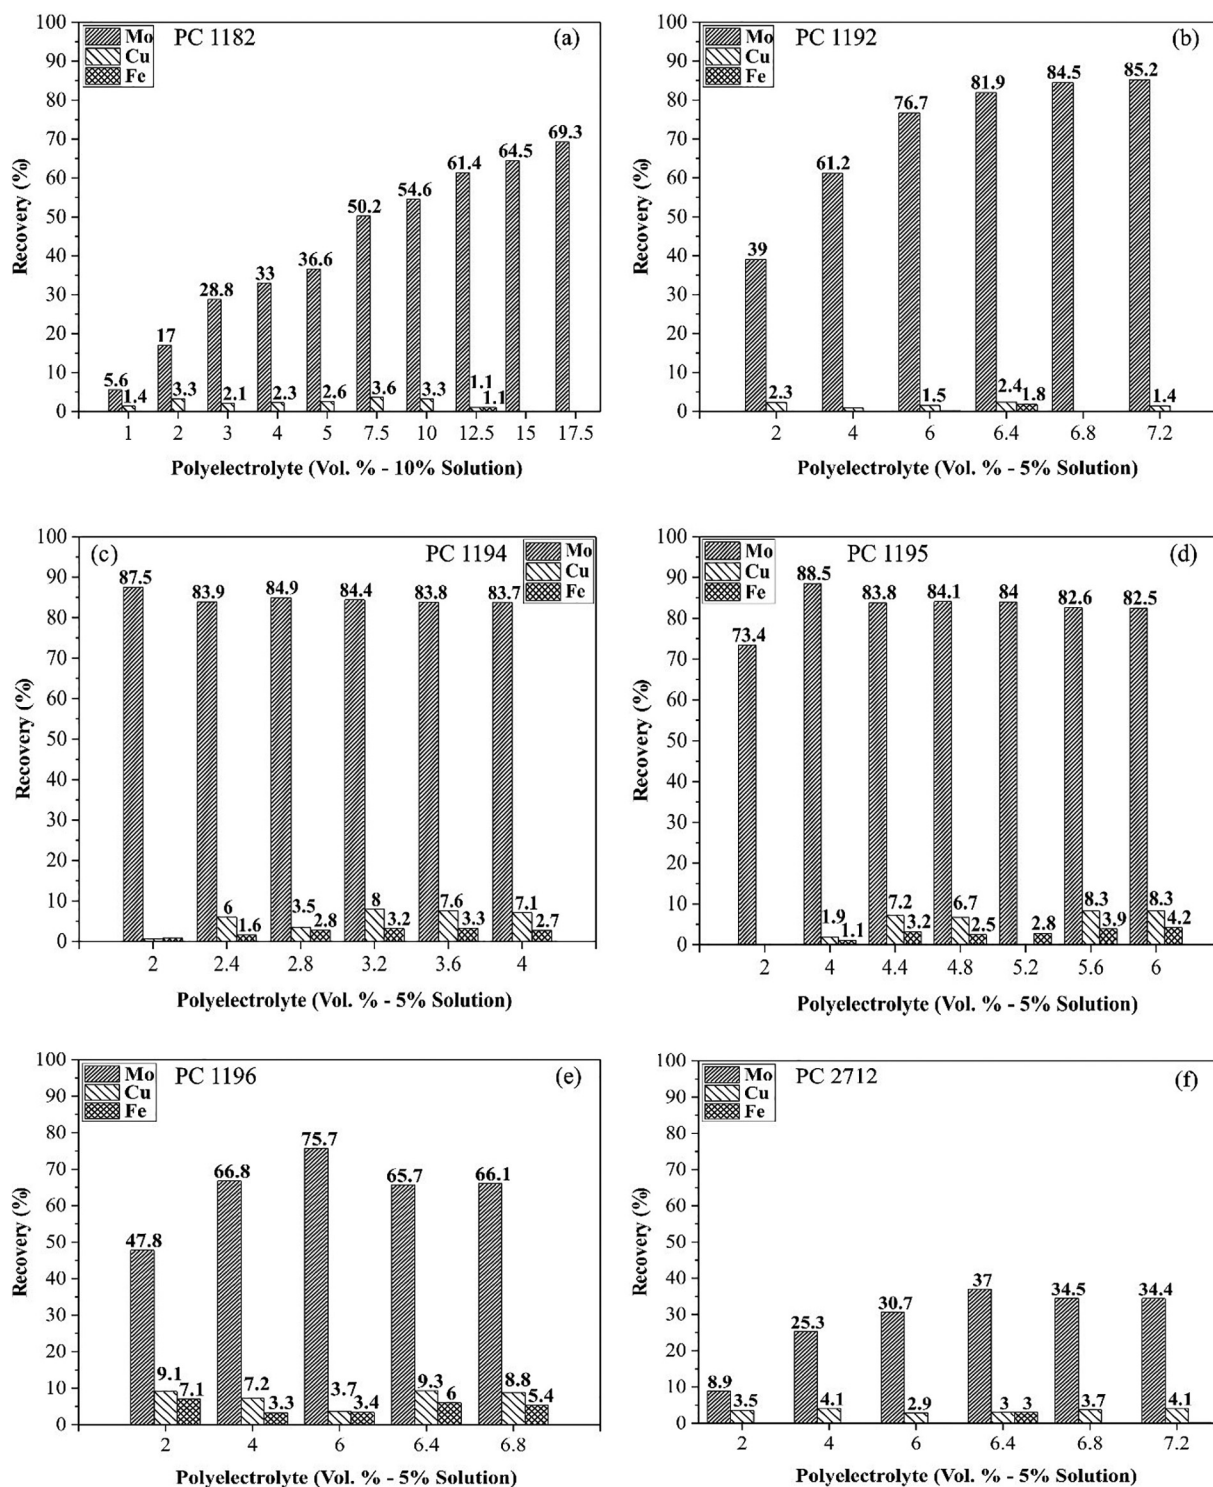 PC 1182
(a)
Mo
Cu
Fe
Recovery (%)
100
90
80
70
60
50
40
30
20
10
0
5.6 17 28.8 33 36.6 50.2 54.6 61.4 64.5 69.3
1.4 3.3 2.1 2.3 2.6 3.6 3.3 1.1
1.1
1 2 3 4 5 7.5 10 12.5 15 17.5
Polyelectrolyte (Vol. % - 10% Solution)
PC 1192
(b)
Mo
Cu
Fe
Recovery (%)
100
90
80
70
60
50
40
30
20
10
0
39 61.2 76.7 81.9 84.5 85.2
2.3 1.5 2.4 1.4
1.8
2 4 6 6.4 6.8 7.2
Polyelectrolyte (Vol. % - 5% Solution)
(c)
PC 1194
Mo
Cu
Fe
Recovery (%)
100
90
80
70
60
50
40
30
20
10
0
87.5 83.9 84.9 84.4 83.8 83.7
6 3.5 8 7.6 7.1
1.6 2.8 3.2 3.3 2.7
2 2.4 2.8 3.2 3.6 4
Polyelectrolyte (Vol. % - 5% Solution)
PC 1195
(d)
Mo
Cu
Fe
Recovery (%)
100
90
80
70
60
50
40
30
20
10
0
73.4 88.5 83.8 84.1 84 82.6 82.5
1.9 7.2 6.7 8.3 8.3
1.1 3.2 2.5 2.8 3.9 4.2
2 4 4.4 4.8 5.2 5.6 6
Polyelectrolyte (Vol. % - 5% Solution)
PC 1196
(e)
Mo
Cu
Fe
Recovery (%)
100
90
80
70
60
50
40
30
20
10
0
47.8 66.8 75.7 65.7 66.1
9.1 7.2 3.7 9.3 8.8
7.1 3.3 3.4 6 5.4
2 4 6 6.4 6.8
Polyelectrolyte (Vol. % - 5% Solution)
PC 2712
(f)
Mo
Cu
Fe
Recovery (%)
100
90
80
70
60
50
40
30
20
10
0
8.9 25.3 30.7 37 34.5 34.4
3.5 4.1 2.9 3 3.7 4.1
3
2 4 6 6.4 6.8 7.2
Polyelectrolyte (Vol. % - 5% Solution)